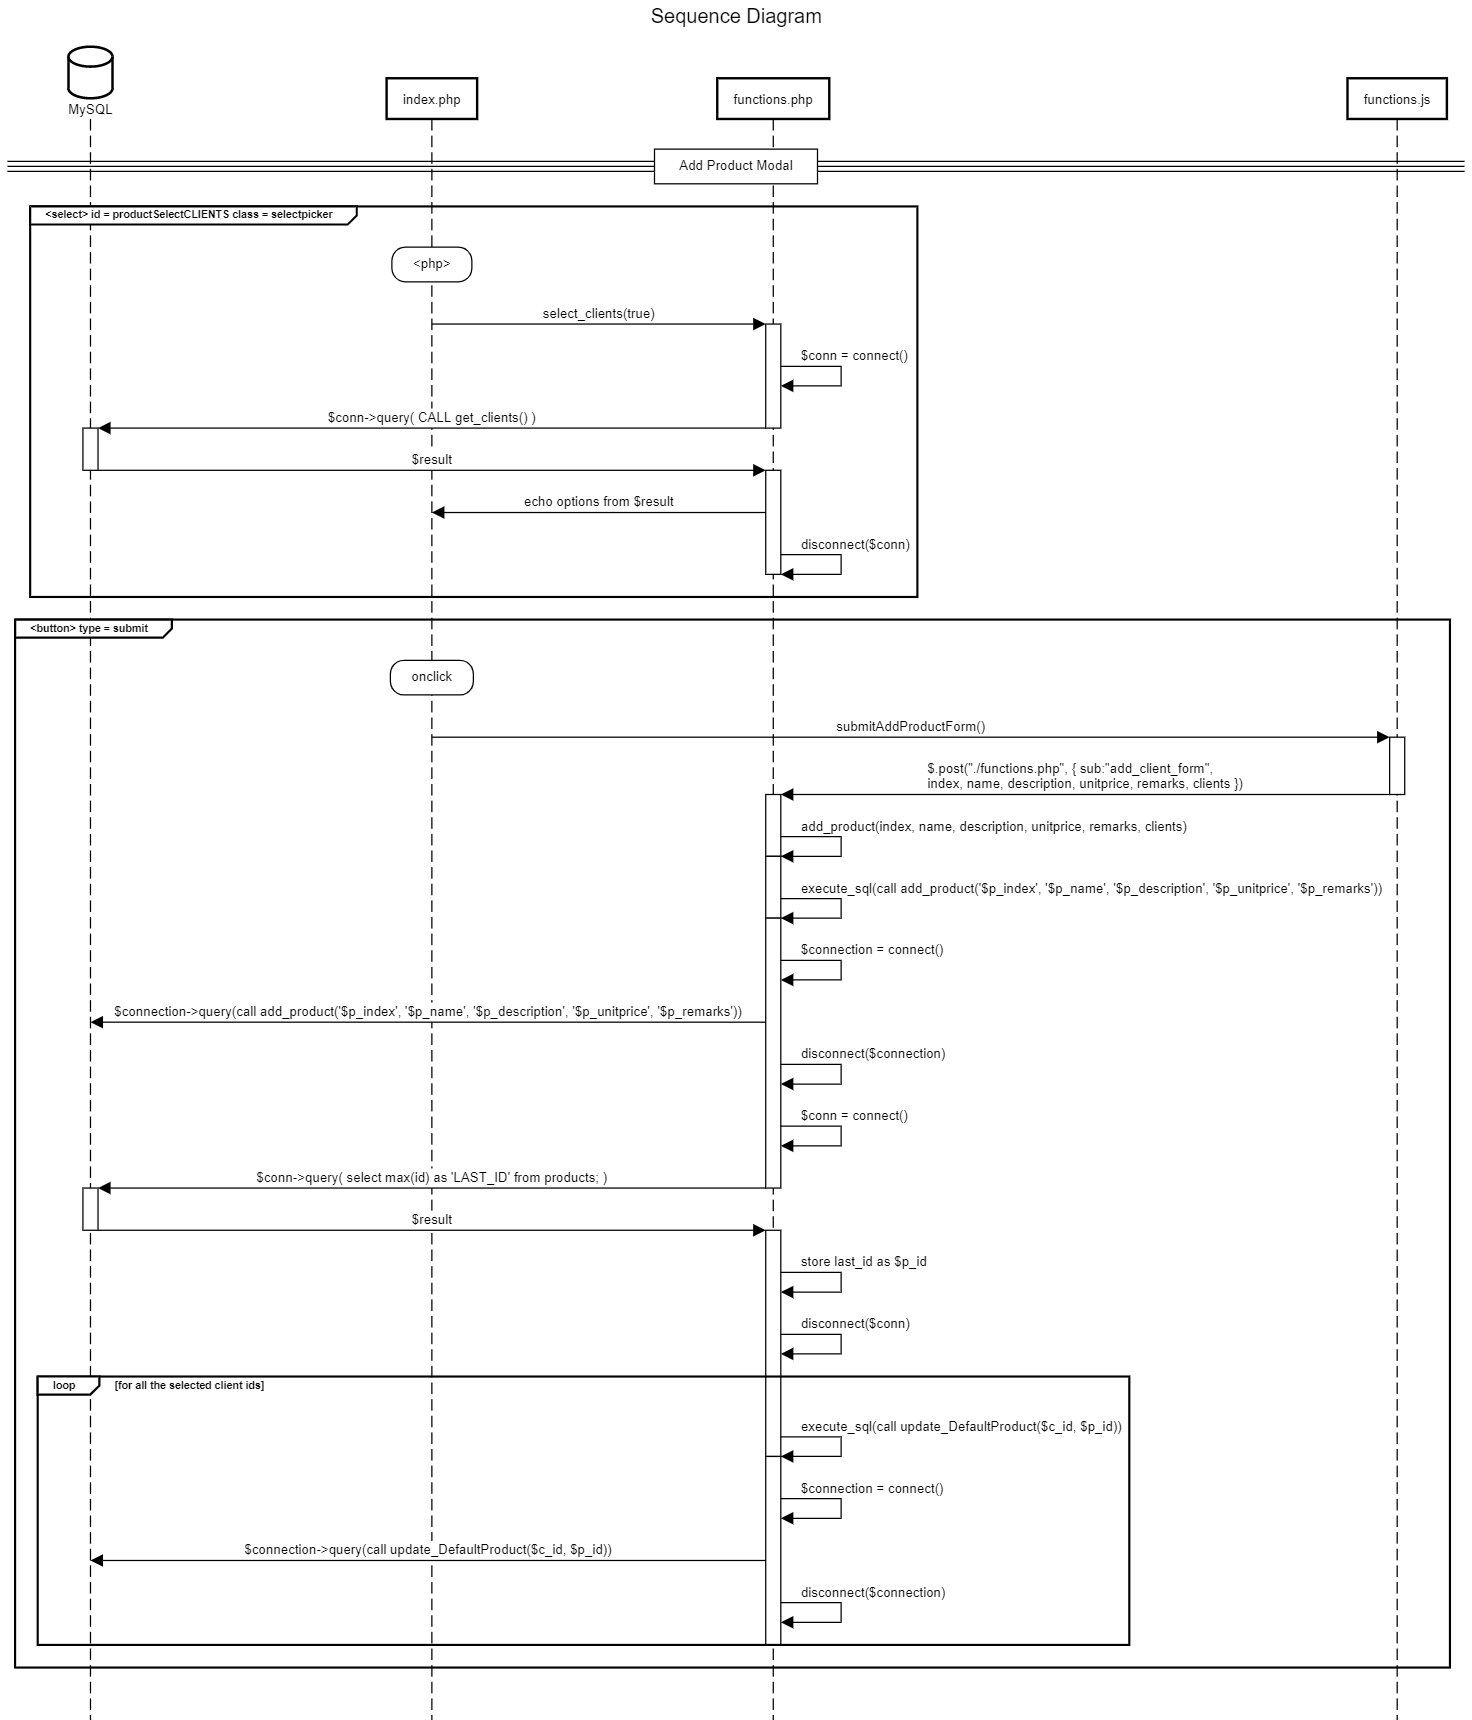 Sequence Diagram
MySQL
index.php
functions.php
functions.js
Add Product Modal
<select> id = productSelectCLIENTS class = selectpicker
<php>
select_clients(true)
$conn = connect()
$conn->query( CALL get_clients() )
$result
echo options from $result
disconnect($conn)
<button> type = submit
onclick
submitAddProductForm()
$.post("./functions.php", { sub:"add_client_form",
index, name, description, unitprice, remarks, clients })
add_product(index, name, description, unitprice, remarks, clients)
execute_sql(call add_product('$p_index', '$p_name', '$p_description', '$p_unitprice', '$p_remarks'))
$connection = connect()
$connection->query(call add_product('$p_index', '$p_name', '$p_description', '$p_unitprice', '$p_remarks'))
disconnect($connection)
$conn = connect()
$conn->query( select max(id) as 'LAST_ID' from products; )
$result
store last_id as $p_id
disconnect($conn)
loop [for all the selected client ids]
execute_sql(call update_DefaultProduct($c_id, $p_id))
$connection = connect()
$connection->query(call update_DefaultProduct($c_id, $p_id))
disconnect($connection)